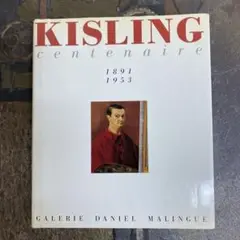 KISLING
centenaire
1891
1953
GALERIE DANIEL MALINGUE